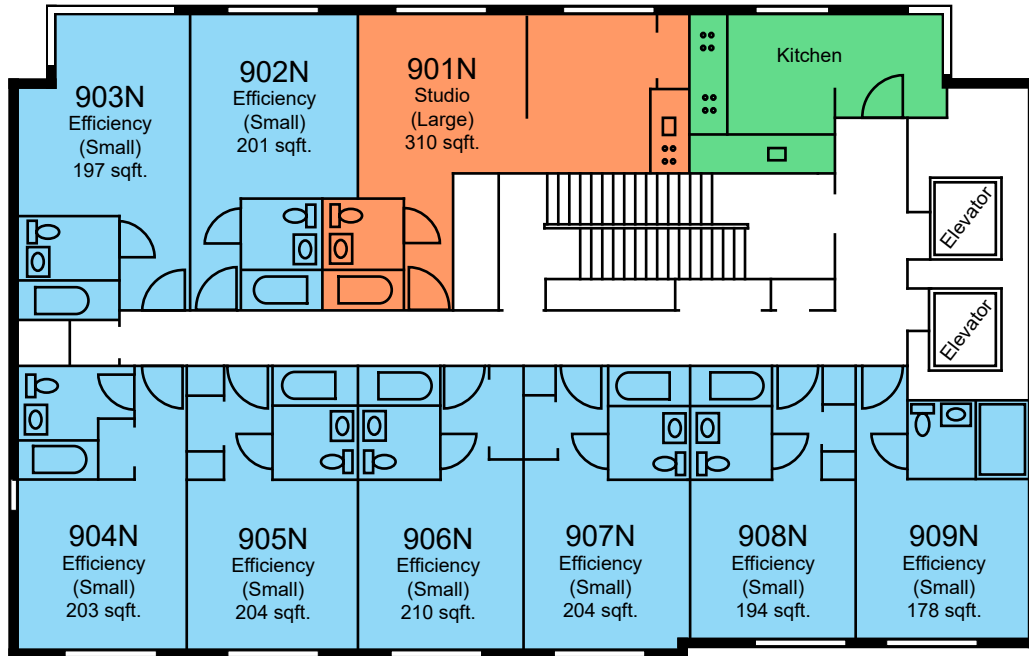 903N
Efficiency
(Small)
197 sqft.
902N
Efficiency
(Small)
201 sqft.
901N
Studio
(Large)
310 sqft.
Kitchen
Elevator
Elevator
904N
Efficiency
(Small)
203 sqft.
905N
Efficiency
(Small)
204 sqft.
906N
Efficiency
(Small)
210 sqft.
907N
Efficiency
(Small)
204 sqft.
908N
Efficiency
(Small)
194 sqft.
909N
Efficiency
(Small)
178 sqft.